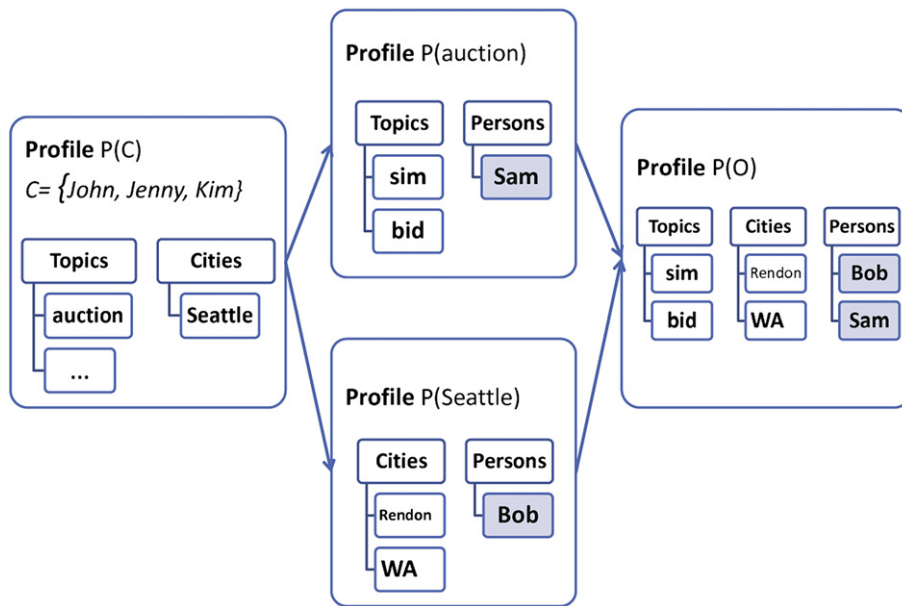 Profile P(C)
C= {John, Jenny, Kim}
Topics
auction
...
Cities
Seattle
Profile P(auction)
Topics
sim
bid
Persons
Sam
Profile P(Seattle)
Cities
Rendon
WA
Persons
Bob
Profile P(O)
Topics
sim
bid
Cities
Rendon
WA
Persons
Bob
Sam